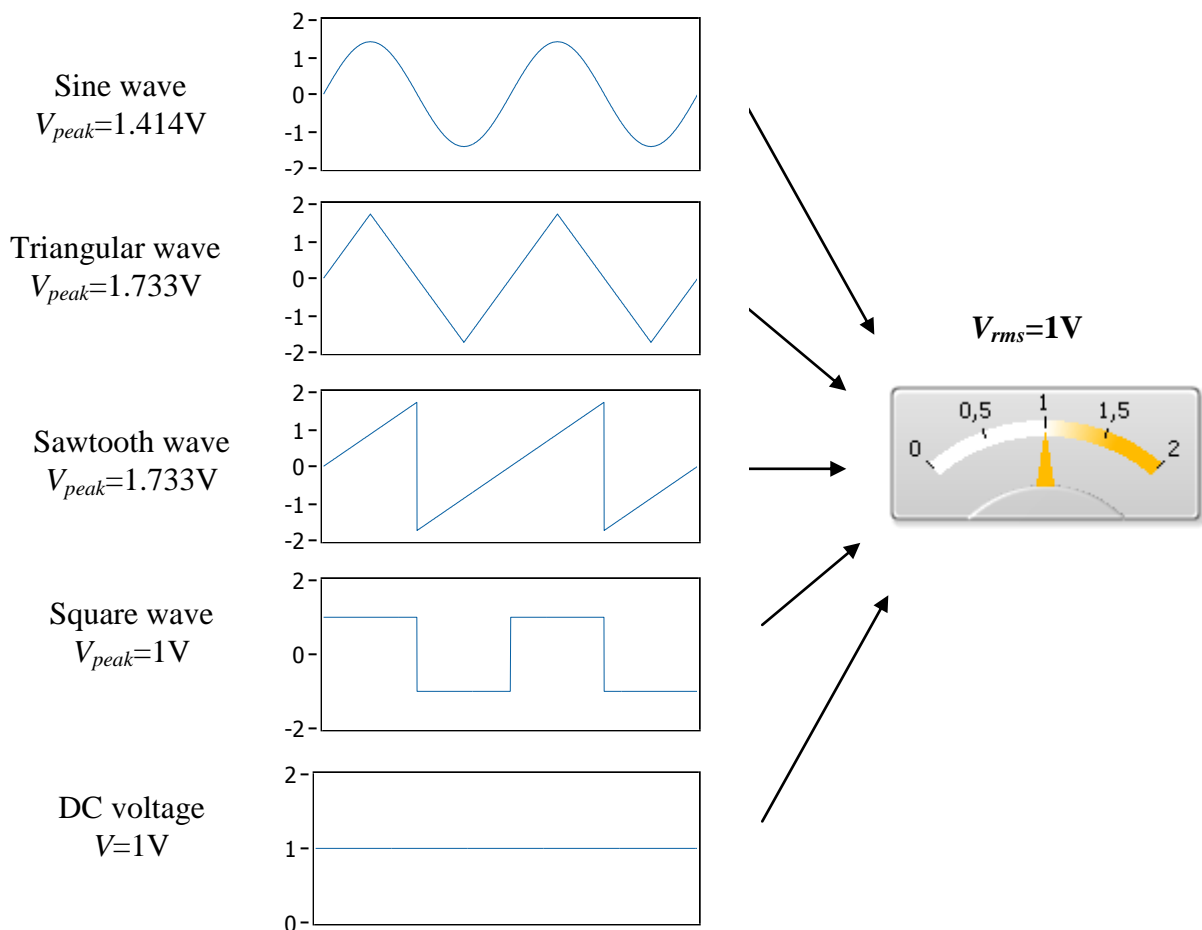 2
1
0
-1
-2
Sine wave
Vpeak=1.414V
2
1
0
-1
-2
Triangular wave
Vpeak=1.733V
2
1
0
-1
-2
Sawtooth wave
Vpeak=1.733V
2
0
-2
Square wave
Vpeak=1V
2
1
0
DC voltage
V=1V
Vrms=1V
0 0,5 1 1,5 2